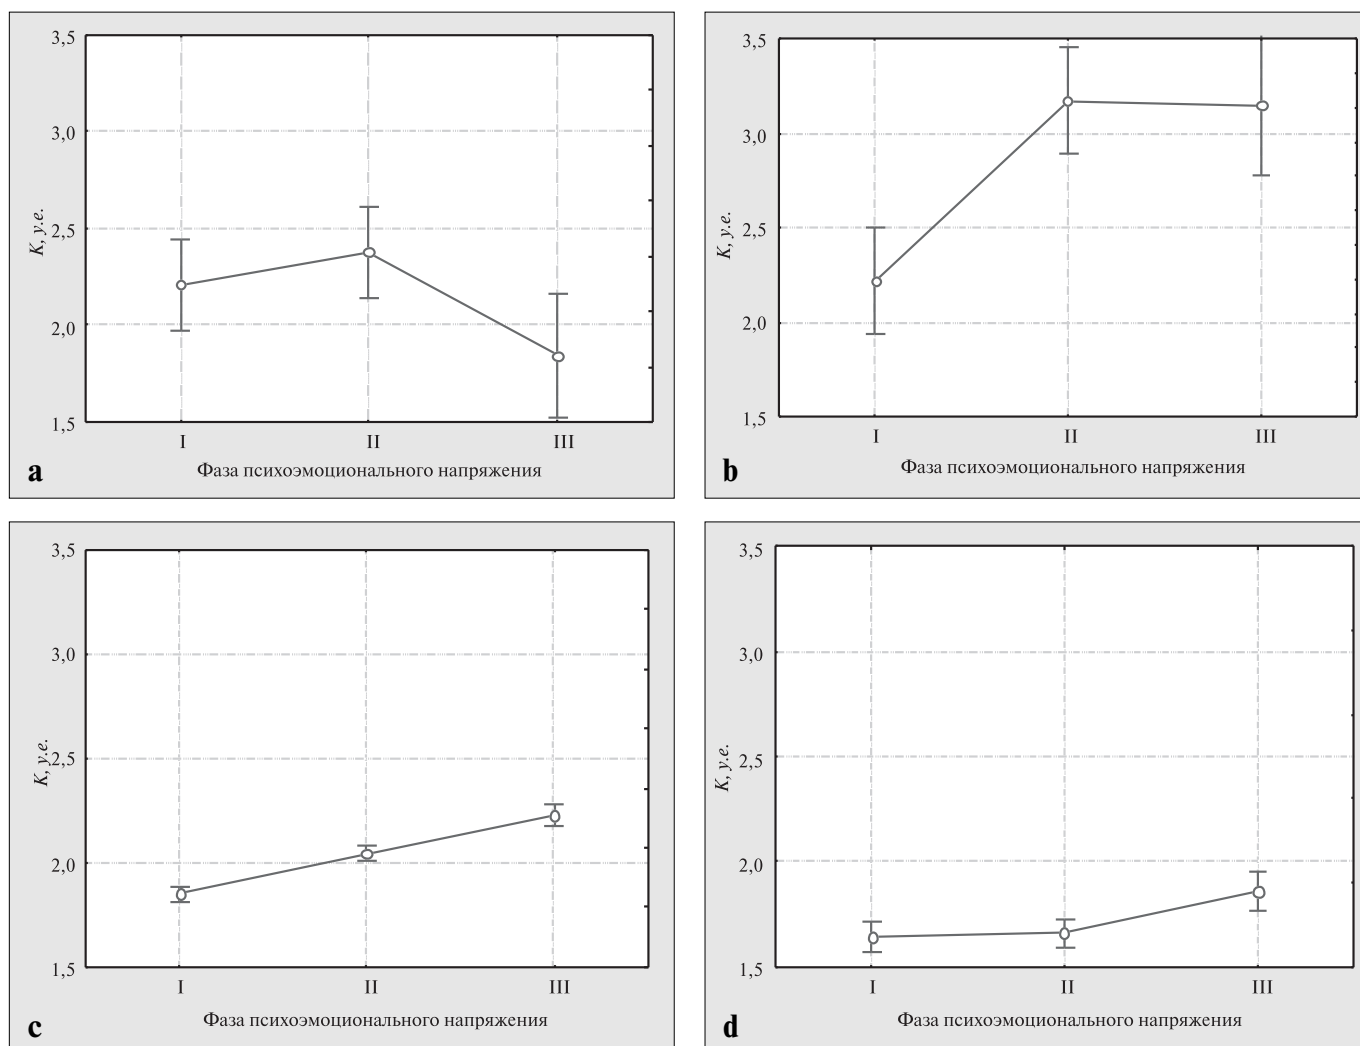 3,5
3,0
2,5
2,0
1,5
K, у.е.
I II III
Фаза психоэмоционального напряжения
a
3,5
3,0
2,5
2,0
1,5
K, у.е.
I II III
Фаза психоэмоционального напряжения
b
3,5
3,0
2,5
2,0
1,5
K, у.е.
I II III
Фаза психоэмоционального напряжения
c
3,5
3,0
2,5
2,0
1,5
K, у.е.
I II III
Фаза психоэмоционального напряжения
d